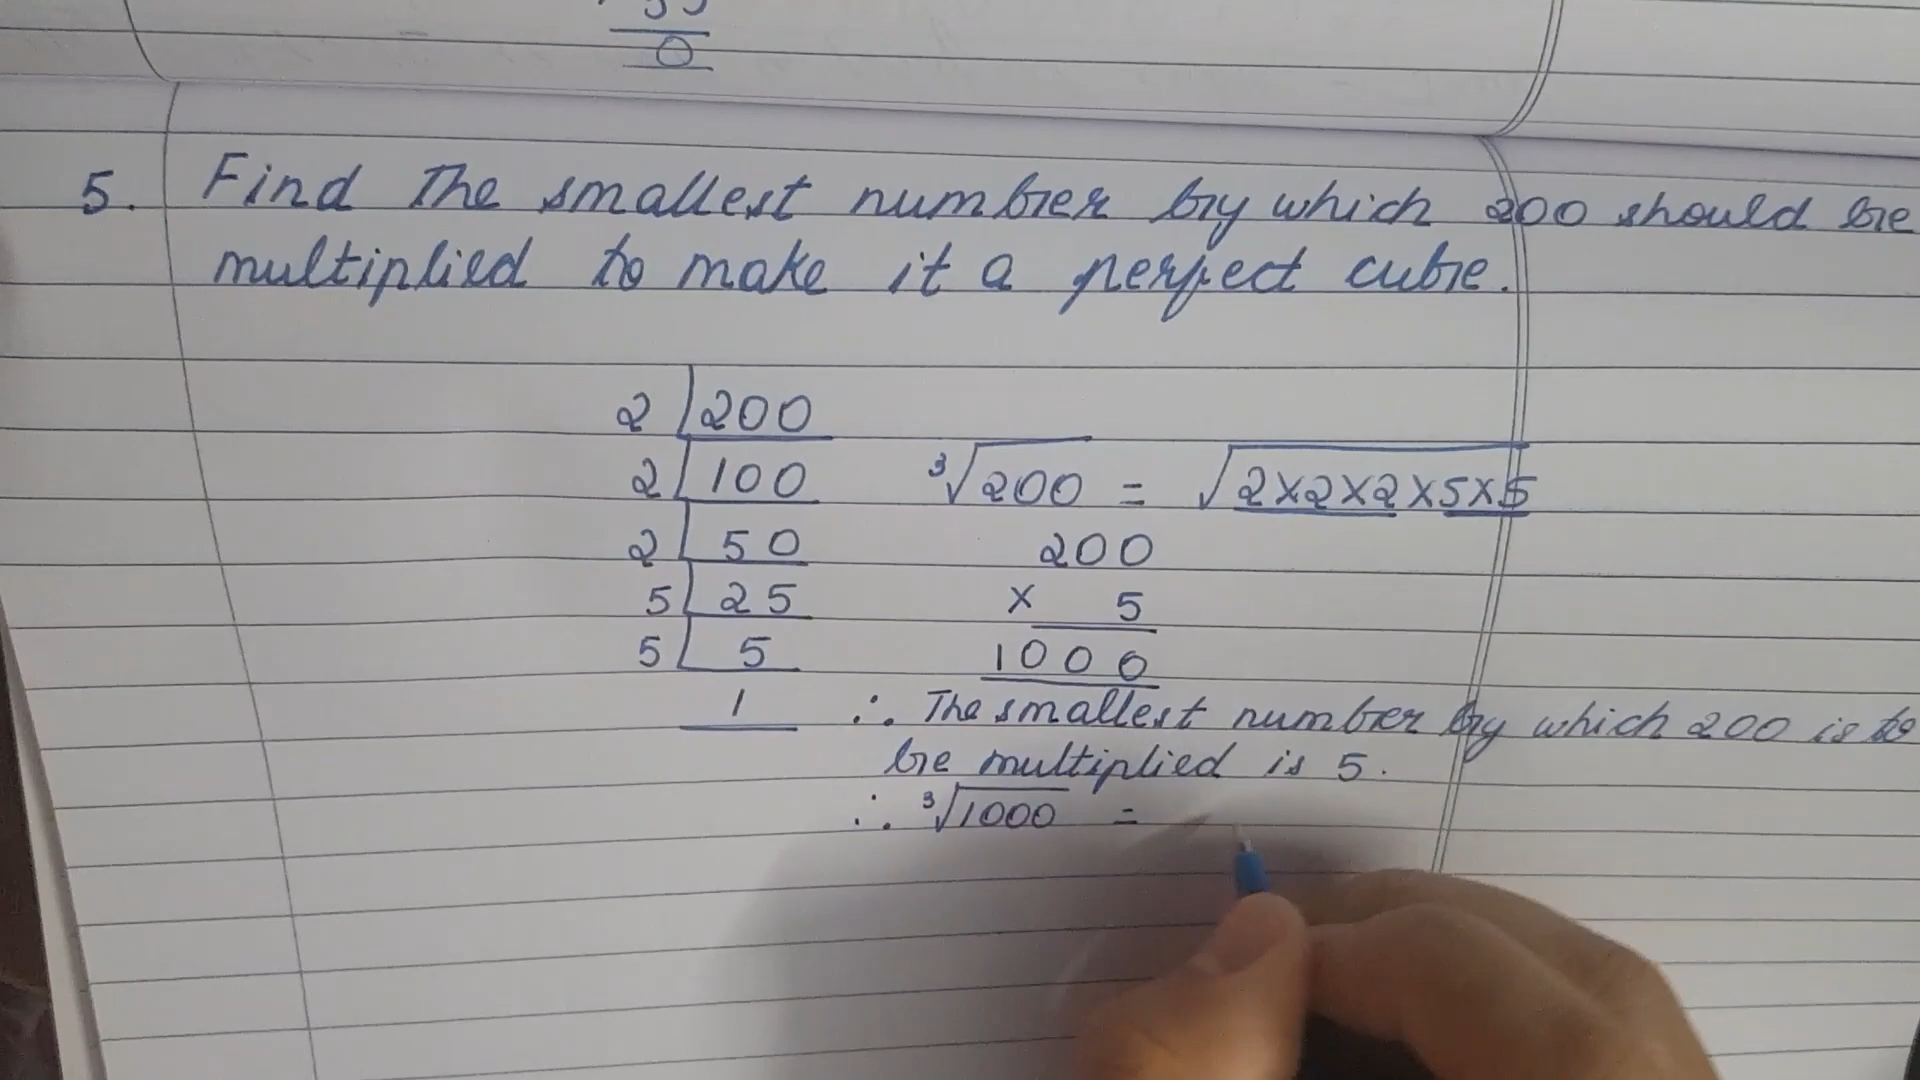 0
5. Find The smallest number by which 200 should be
multiplied to make it a perfect cube.
2 | 200
2 | 100
2 | 50
5 | 25
5 | 5
1
³√200 = √2×2×2×5×5
200
× 5
1000
∴ The smallest number by which 200 is to
be multiplied is 5.
∴ ³√1000 =